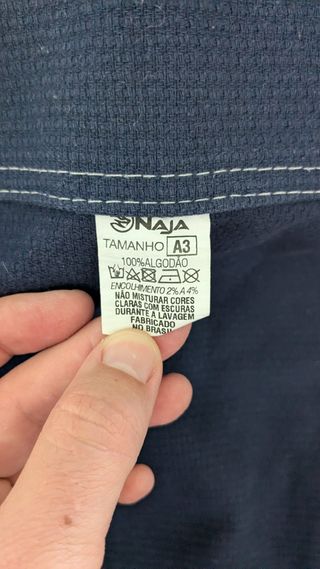 NAJA
TAMANHO A3
100%ALGODÃO
ENCOLHIMENTO 2% A 4%
NÃO MISTURAR CORES
CLARAS COM ESCURAS
DURANTE A LAVAGEM
FABRICADO
NO BRASIL